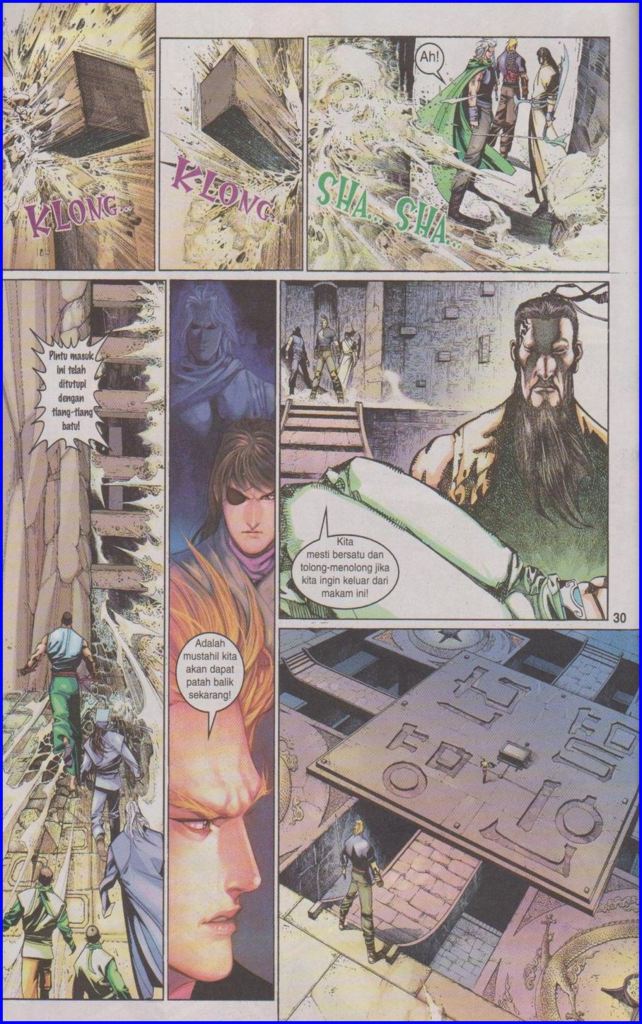 KLONG...
KLONG...
Ah!
SHA... SHA...
Pintu masuk
ini telah
ditutupi
dengan
tiang-tiang
batu!
Kita
mesti bersatu dan
tolong-menolong jika
kita ingin keluar dari
makam ini!
30
Adalah
mustahil kita
akan dapat
patah balik
sekarang!